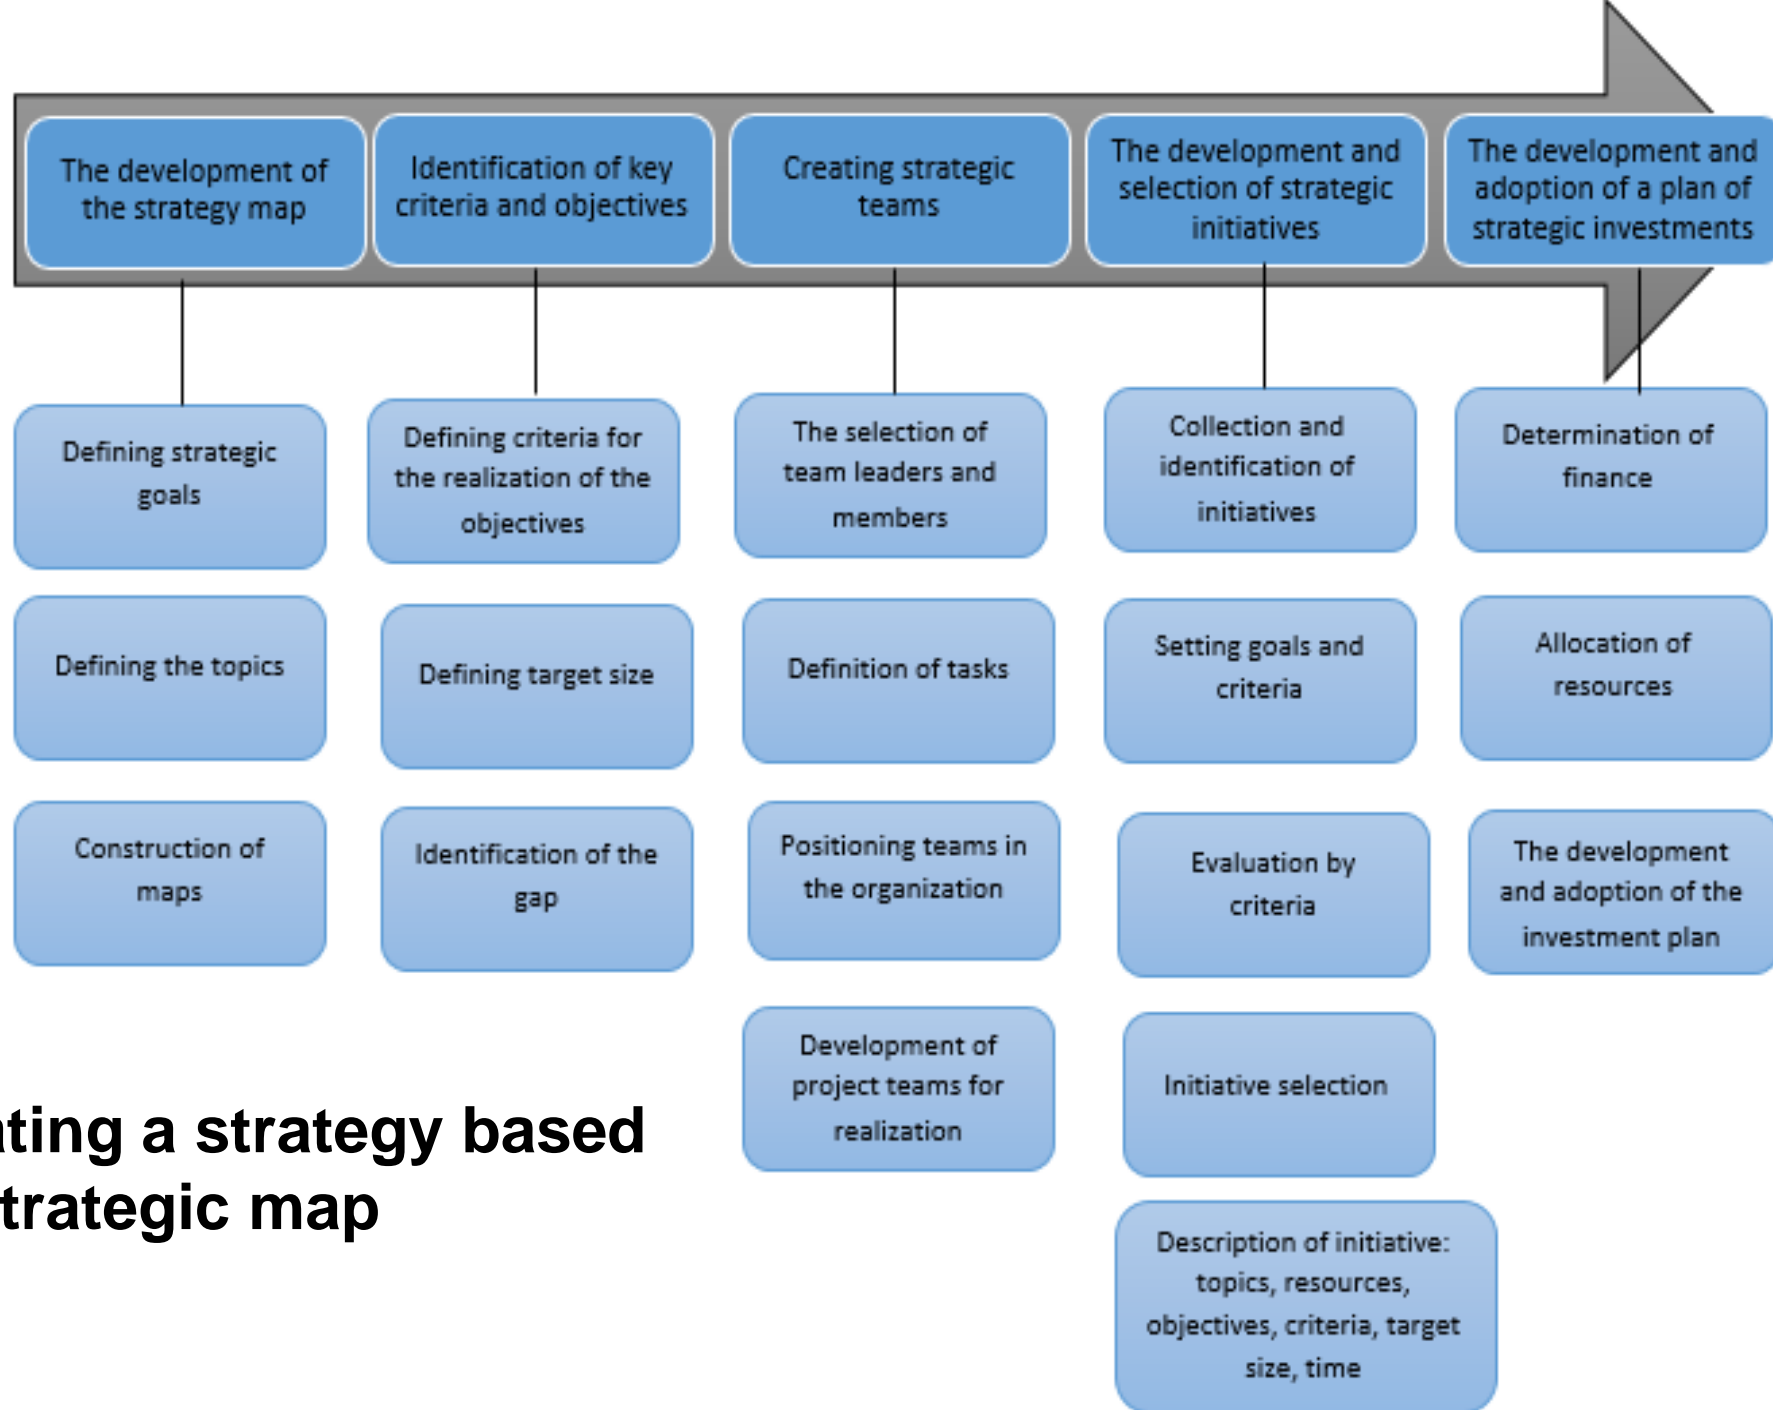 The development of
the strategy map
Identification of key
criteria and objectives
Creating strategic
teams
The development and
selection of strategic
initiatives
The development and
adoption of a plan of
strategic investments
Defining strategic
goals
Defining the topics
Construction of
maps
Defining criteria for
the realization of the
objectives
Defining target size
Identification of the
gap
The selection of
team leaders and
members
Definition of tasks
Positioning teams in
the organization
Development of
project teams for
realization
Collection and
identification of
initiatives
Setting goals and
criteria
Evaluation by
criteria
Initiative selection
Description of initiative:
topics, resources,
objectives, criteria, target
size, time
Determination of
finance
Allocation of
resources
The development
and adoption of the
investment plan
ating a strategy based
trategic map